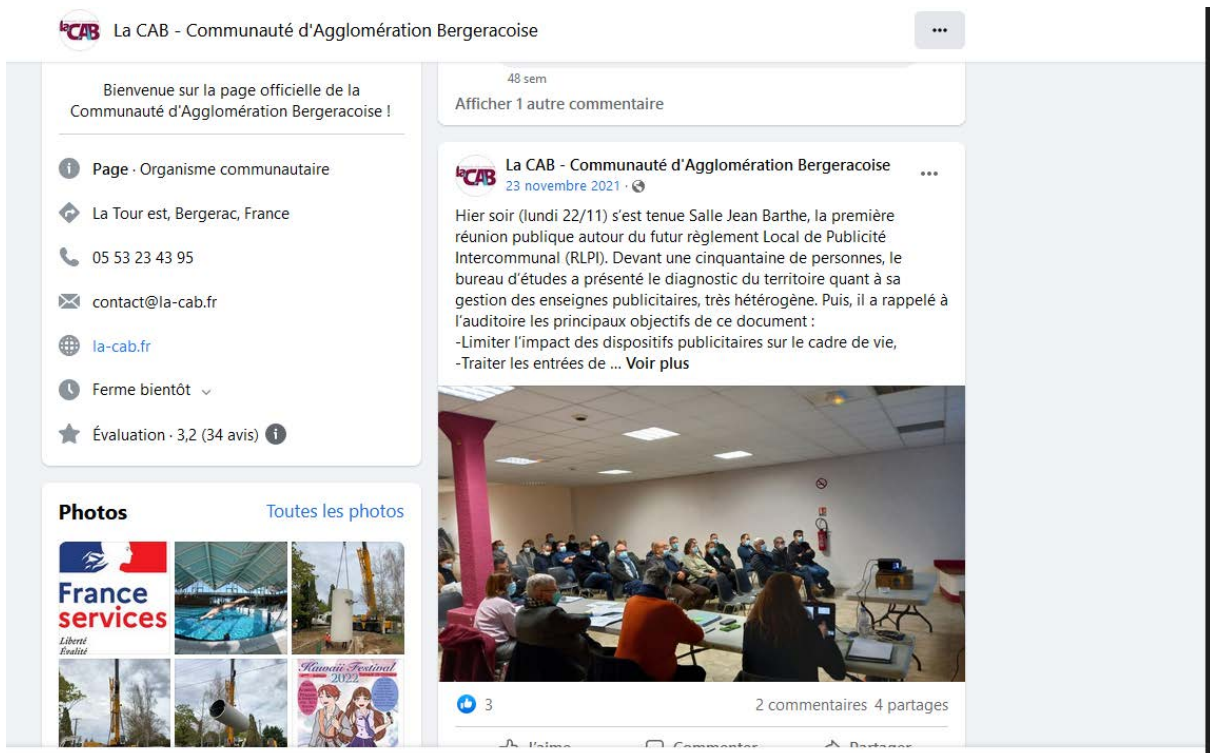 laCAB La CAB - Communauté d'Agglomération Bergeracoise
Bienvenue sur la page officielle de la
Communauté d'Agglomération Bergeracoise !
Page · Organisme communautaire
La Tour est, Bergerac, France
05 53 23 43 95
contact@la-cab.fr
la-cab.fr
Ferme bientôt
Évaluation · 3,2 (34 avis)
Photos Toutes les photos
France
services
Liberté
Égalité
Kawaii Festival
2022
48 sem
Afficher 1 autre commentaire
laCAB La CAB - Communauté d'Agglomération Bergeracoise
23 novembre 2021 ·
Hier soir (lundi 22/11) s'est tenue Salle Jean Barthe, la première
réunion publique autour du futur règlement Local de Publicité
Intercommunal (RLPI). Devant une cinquantaine de personnes, le
bureau d'études a présenté le diagnostic du territoire quant à sa
gestion des enseignes publicitaires, très hétérogène. Puis, il a rappelé à
l'auditoire les principaux objectifs de ce document :
-Limiter l'impact des dispositifs publicitaires sur le cadre de vie,
-Traiter les entrées de ... Voir plus
3 2 commentaires 4 partages
J'aime Commenter Partager